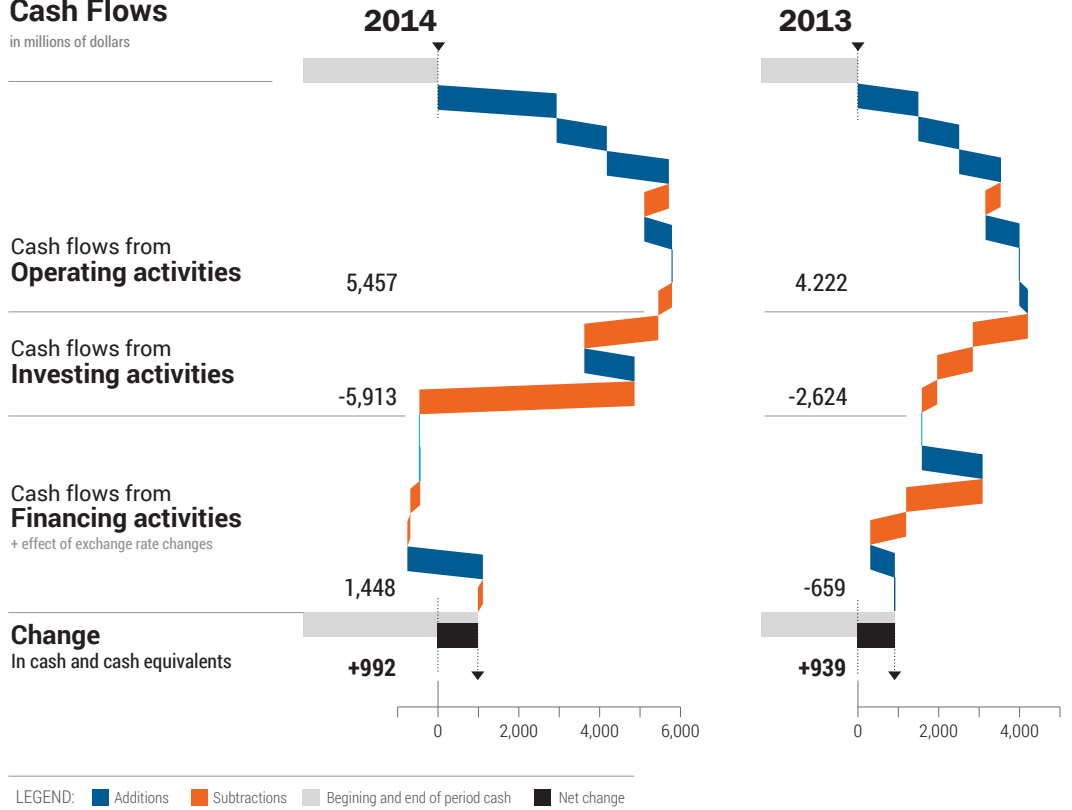 Cash Flows
in millions of dollars
2014
2013
Cash flows from
Operating activities
5,457
4.222
Cash flows from
Investing activities
-5,913
-2,624
Cash flows from
Financing activities
+ effect of exchange rate changes
1,448
-659
Change
In cash and cash equivalents
+992
+939
0 2,000 4,000 6,000
0 2,000 4,000
LEGEND: Additions Subtractions Begining and end of period cash Net change